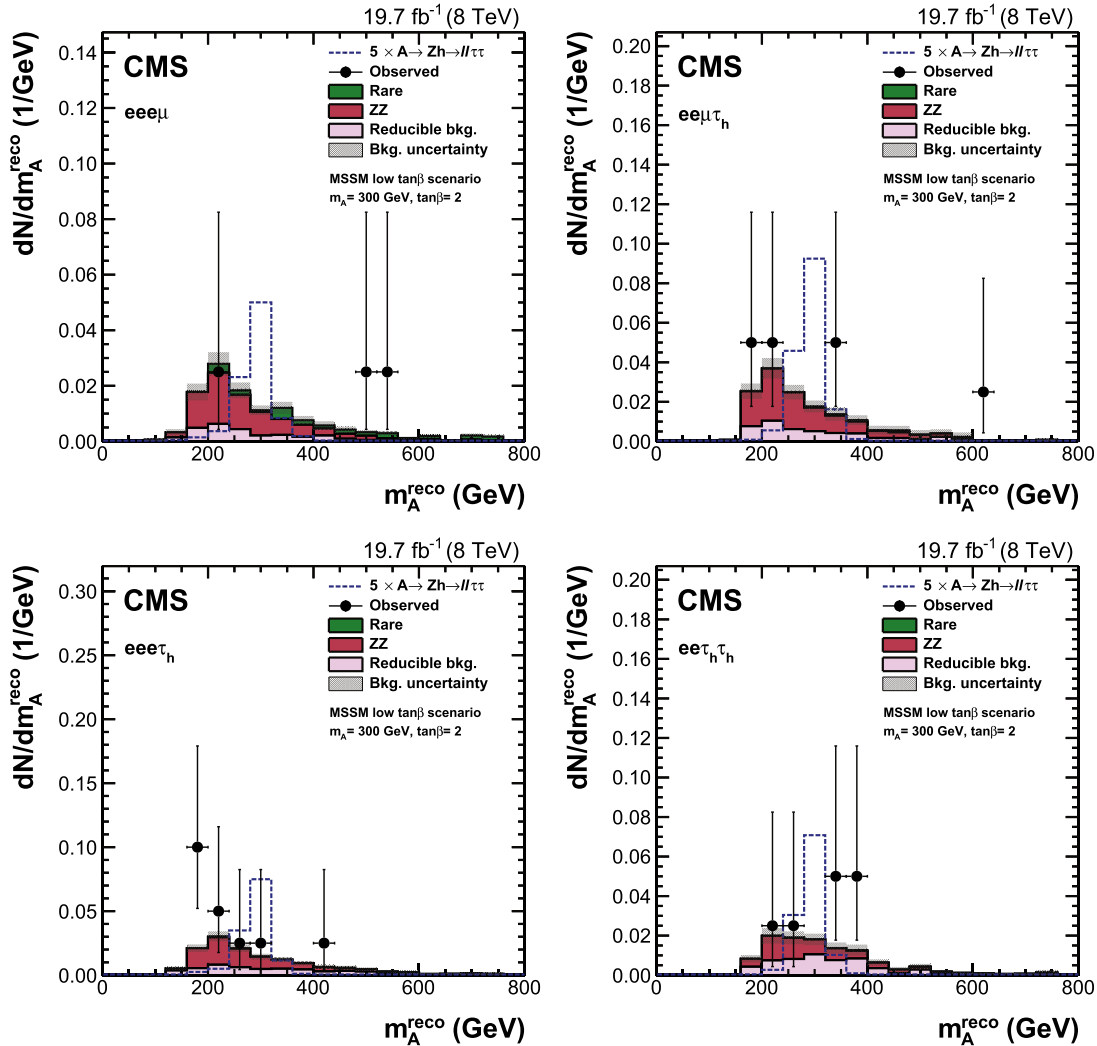 19.7 fb⁻¹ (8 TeV)
CMS
eeeμ
5 × A→ Zh→llττ
Observed
Rare
ZZ
Reducible bkg.
Bkg. uncertainty
MSSM low tanβ scenario
m_A= 300 GeV, tanβ= 2
dN/dm_A^reco (1/GeV)
0.14
0.12
0.10
0.08
0.06
0.04
0.02
0.00
0 200 400 600 800
m_A^reco (GeV)
19.7 fb⁻¹ (8 TeV)
CMS
eeμτ_h
5 × A→ Zh→llττ
Observed
Rare
ZZ
Reducible bkg.
Bkg. uncertainty
MSSM low tanβ scenario
m_A= 300 GeV, tanβ= 2
dN/dm_A^reco (1/GeV)
0.20
0.18
0.16
0.14
0.12
0.10
0.08
0.06
0.04
0.02
0.00
0 200 400 600 800
m_A^reco (GeV)
19.7 fb⁻¹ (8 TeV)
CMS
eeeτ_h
5 × A→ Zh→llττ
Observed
Rare
ZZ
Reducible bkg.
Bkg. uncertainty
MSSM low tanβ scenario
m_A= 300 GeV, tanβ= 2
dN/dm_A^reco (1/GeV)
0.30
0.25
0.20
0.15
0.10
0.05
0.00
0 200 400 600 800
m_A^reco (GeV)
19.7 fb⁻¹ (8 TeV)
CMS
eeτ_hτ_h
5 × A→ Zh→llττ
Observed
Rare
ZZ
Reducible bkg.
Bkg. uncertainty
MSSM low tanβ scenario
m_A= 300 GeV, tanβ= 2
dN/dm_A^reco (1/GeV)
0.20
0.18
0.16
0.14
0.12
0.10
0.08
0.06
0.04
0.02
0.00
0 200 400 600 800
m_A^reco (GeV)